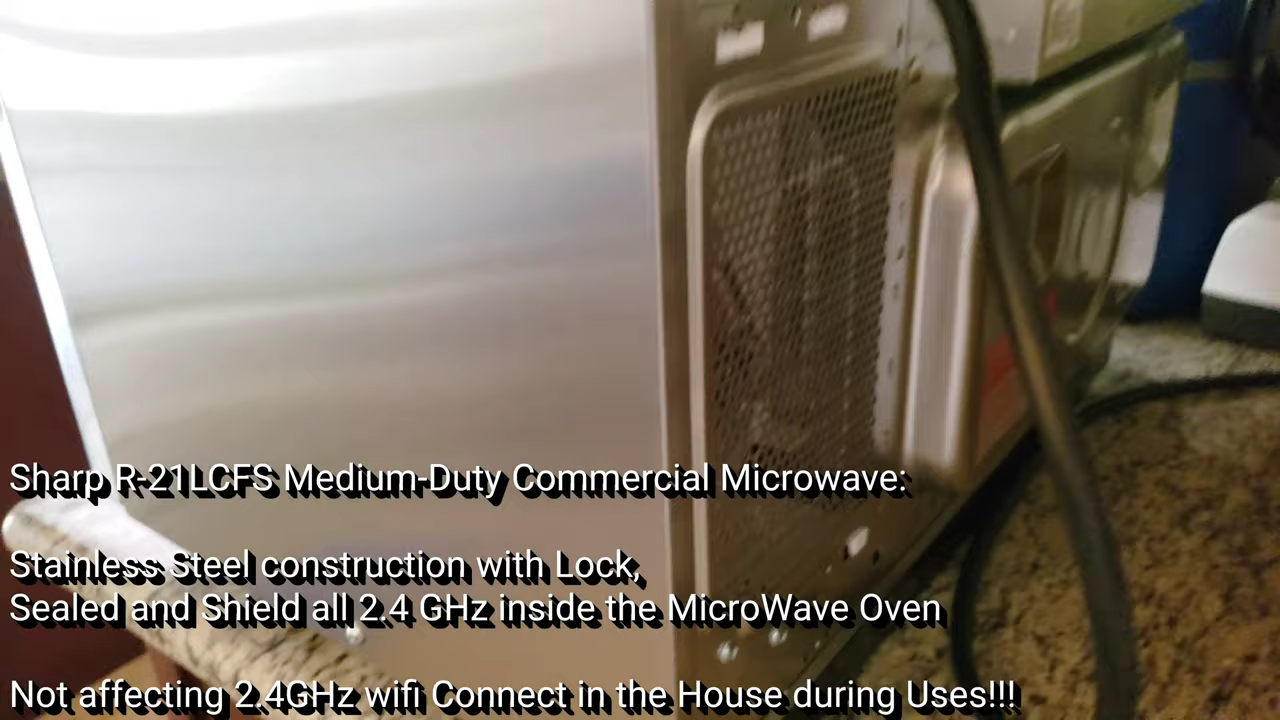 Sharp R-21LCFS Medium-Duty Commercial Microwave:
Stainless Steel construction with Lock,
Sealed and Shield all 2.4 GHz inside the MicroWave Oven
Not affecting 2.4GHz wifi Connect in the House during Uses!!!